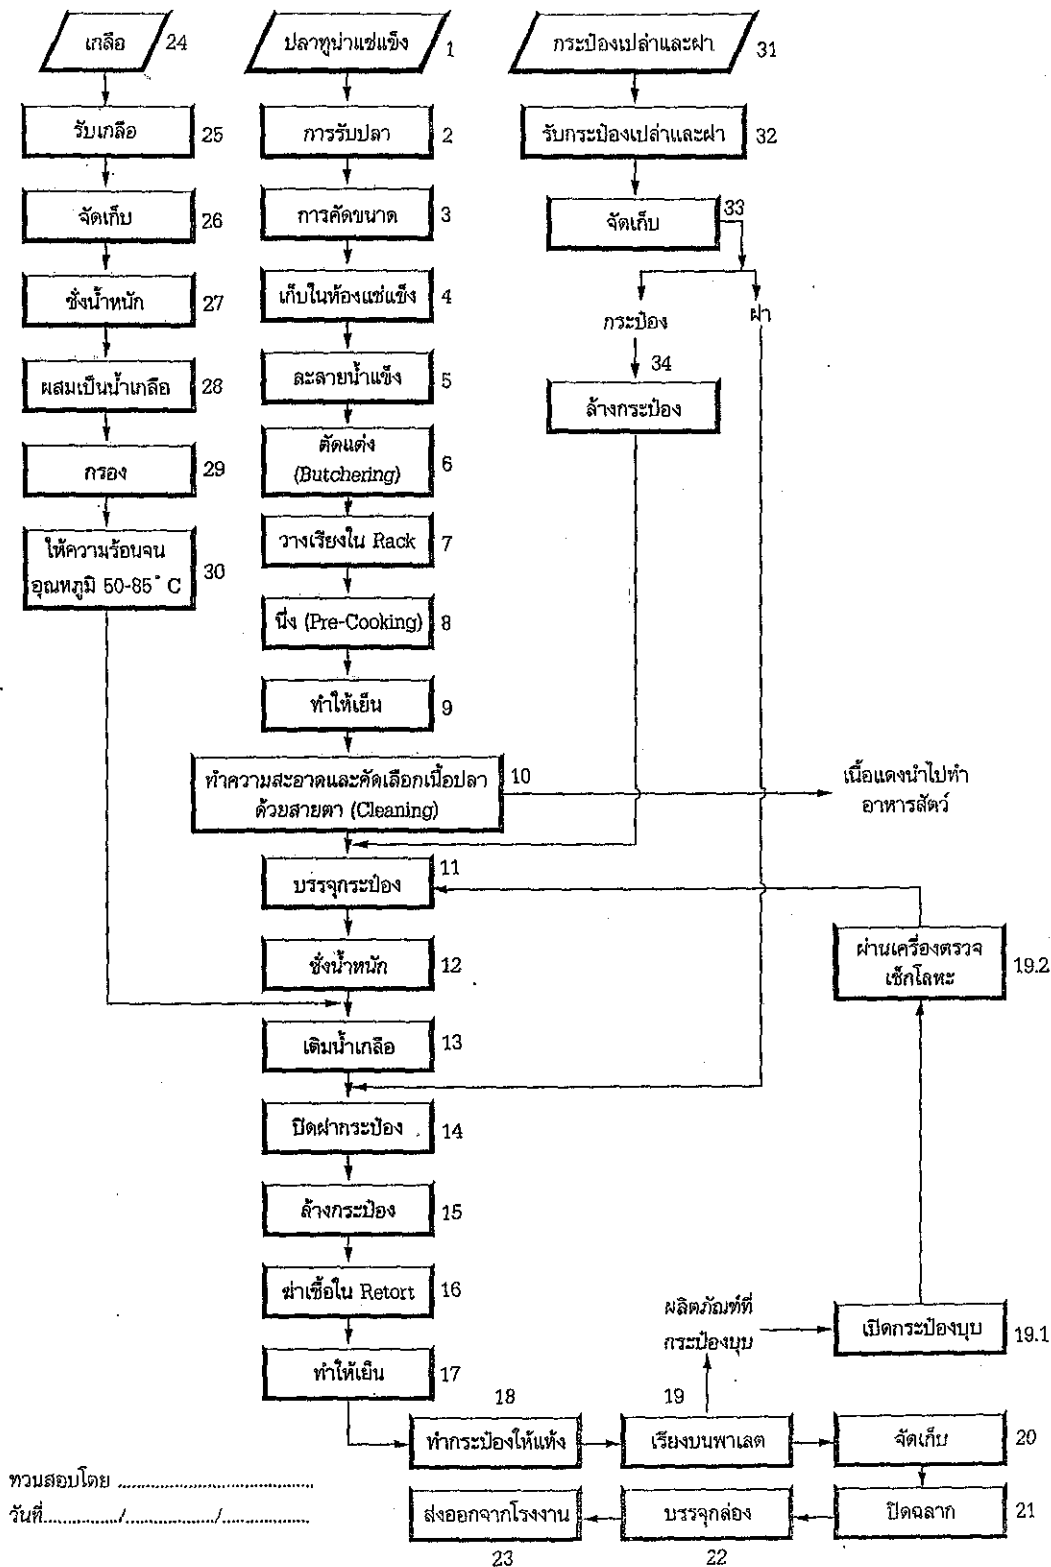 เกลือ 24
รับเกลือ 25
จัดเก็บ 26
ชั่งน้ำหนัก 27
ผสมเป็นน้ำเกลือ 28
กรอง 29
ให้ความร้อนจน
อุณหภูมิ 50-85° C 30
ปลาทูน่าแช่แข็ง 1
การรับปลา 2
การคัดขนาด 3
เก็บในห้องแช่แข็ง 4
ละลายน้ำแข็ง 5
ตัดแต่ง
(Butchering) 6
วางเรียงใน Rack 7
นึ่ง (Pre-Cooking) 8
ทำให้เย็น 9
ทำความสะอาดและคัดเลือกเนื้อปลา 10
ด้วยสายตา (Cleaning)
เนื้อแดงนำไปทำ
อาหารสัตว์
บรรจุกระป๋อง 11
ชั่งน้ำหนัก 12
เติมน้ำเกลือ 13
ปิดฝากระป๋อง 14
ล้างกระป๋อง 15
ฆ่าเชื้อใน Retort 16
ทำให้เย็น 17
กระป๋องเปล่าและฝา 31
รับกระป๋องเปล่าและฝา 32
จัดเก็บ 33
กระป๋อง
ฝา
34
ล้างกระป๋อง
ผ่านเครื่องตรวจ
เช็กโลหะ 19.2
ผลิตภัณฑ์ที่
กระป๋องบุบ
เปิดกระป๋องบุบ 19.1
18
ทำกระป๋องให้แห้ง
19
เรียงบนพาเลต
จัดเก็บ 20
ปิดฉลาก 21
บรรจุกล่อง
22
ส่งออกจากโรงงาน
23
ทวนสอบโดย ........................................
วันที่................/..................../....................